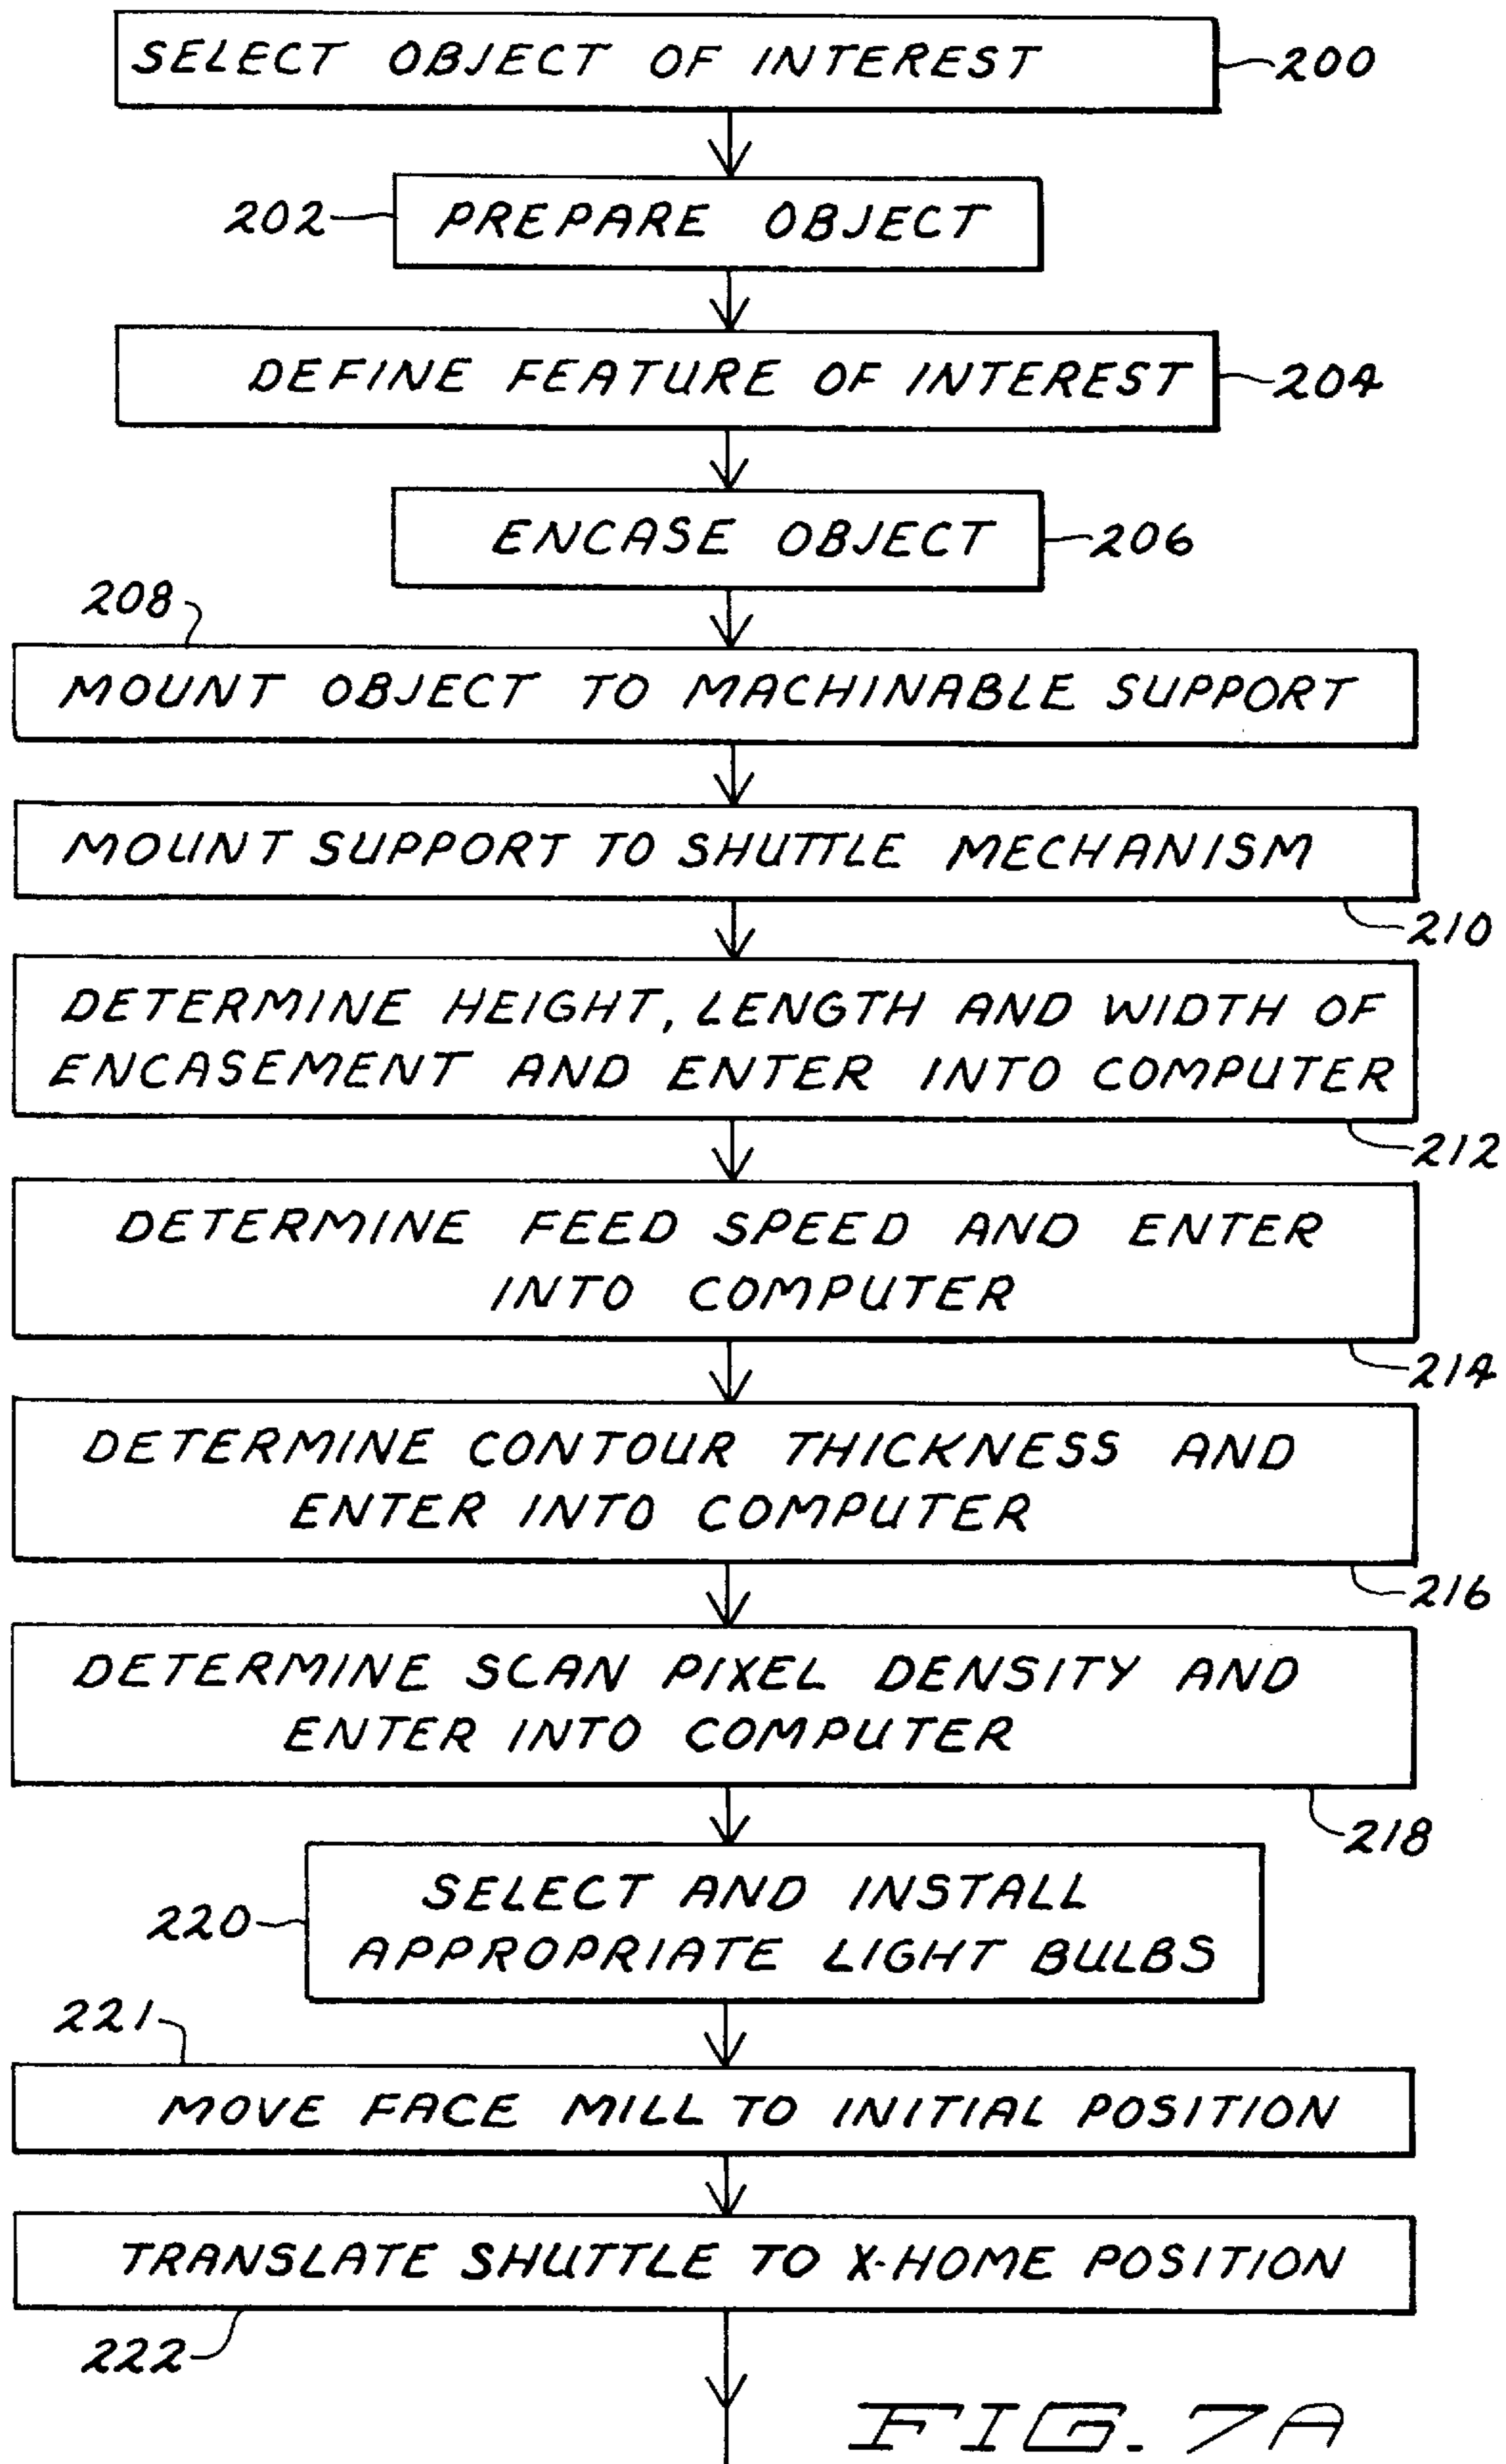 SELECT OBJECT OF INTEREST
200
202
PREPARE OBJECT
DEFINE FEATURE OF INTEREST
204
ENCASE OBJECT
206
208
MOUNT OBJECT TO MACHINABLE SUPPORT
MOUNT SUPPORT TO SHUTTLE MECHANISM
210
DETERMINE HEIGHT, LENGTH AND WIDTH OF
ENCASEMENT AND ENTER INTO COMPUTER
212
DETERMINE FEED SPEED AND ENTER
INTO COMPUTER
214
DETERMINE CONTOUR THICKNESS AND
ENTER INTO COMPUTER
216
DETERMINE SCAN PIXEL DENSITY AND
ENTER INTO COMPUTER
218
220
SELECT AND INSTALL
APPROPRIATE LIGHT BULBS
221
MOVE FACE MILL TO INITIAL POSITION
TRANSLATE SHUTTLE TO X-HOME POSITION
222
FIG. 7A